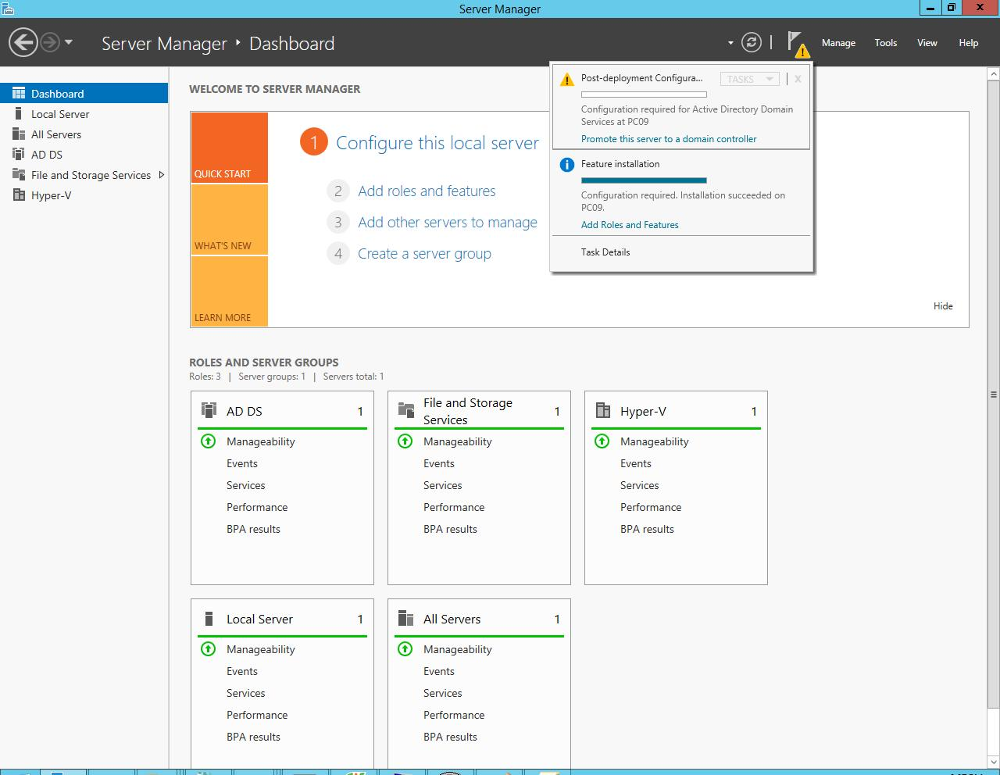 Server Manager
Server Manager ‣ Dashboard
Manage
Tools
View
Help
Dashboard
Local Server
All Servers
AD DS
File and Storage Services
Hyper-V
WELCOME TO SERVER MANAGER
QUICK START
WHAT'S NEW
LEARN MORE
1 Configure this local server
2 Add roles and features
3 Add other servers to manage
4 Create a server group
Hide
Post-deployment Configura...
TASKS
X
Configuration required for Active Directory Domain
Services at PC09
Promote this server to a domain controller
Feature installation
Configuration required. Installation succeeded on
PC09.
Add Roles and Features
Task Details
ROLES AND SERVER GROUPS
Roles: 3 | Server groups: 1 | Servers total: 1
AD DS 1
Manageability
Events
Services
Performance
BPA results
File and Storage
Services 1
Manageability
Events
Services
Performance
BPA results
Hyper-V 1
Manageability
Events
Services
Performance
BPA results
Local Server 1
Manageability
Events
Services
Performance
BPA results
All Servers 1
Manageability
Events
Services
Performance
BPA results